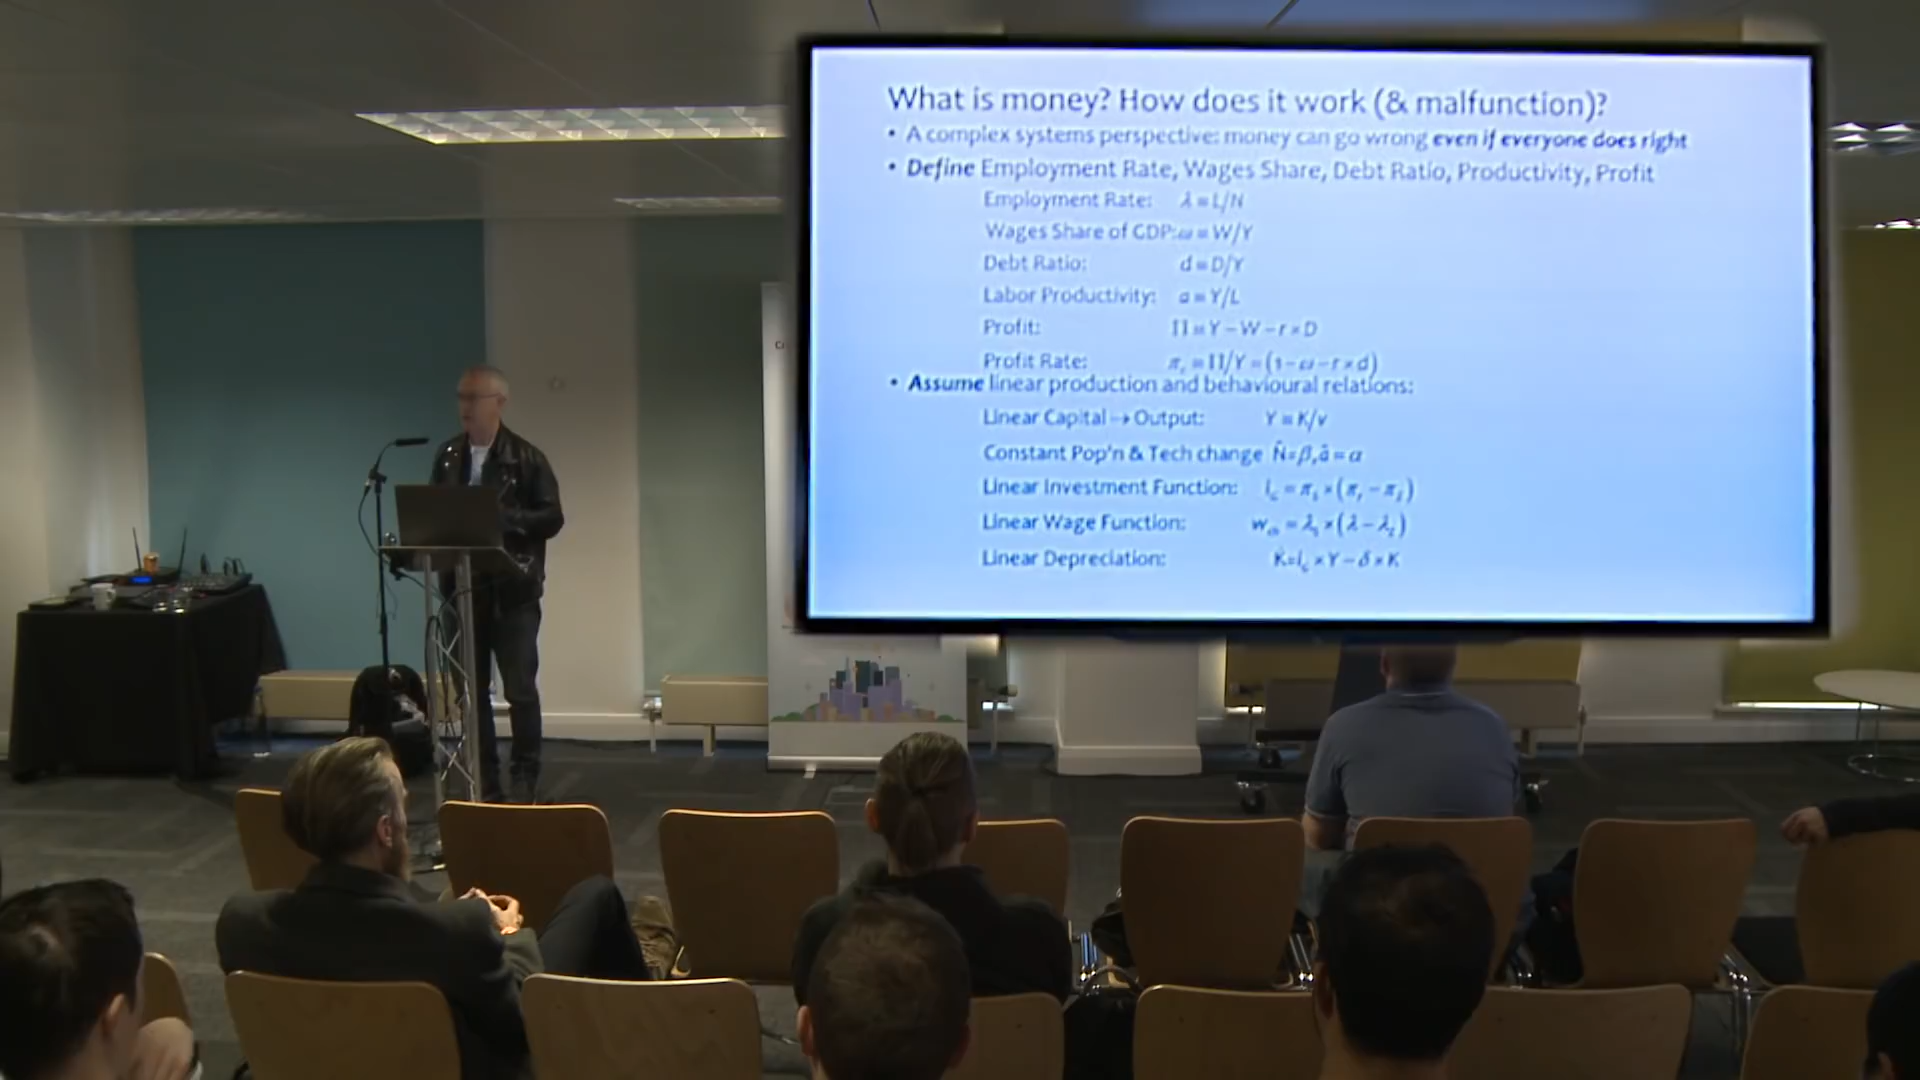 What is money? How does it work (& malfunction)?
• A complex systems perspective: money can go wrong even if everyone does right
• Define Employment Rate, Wages Share, Debt Ratio, Productivity, Profit
Employment Rate: λ = L/N
Wages Share of GDP: ω = W/Y
Debt Ratio: d = D/Y
Labor Productivity: a = Y/L
Profit: Π = Y − W − r × D
Profit Rate: πr = Π/Y = (1 − ω − r × d)
• Assume linear production and behavioural relations:
Linear Capital → Output: Y = K/v
Constant Pop'n & Tech change N̂ = β, â = α
Linear Investment Function:
Linear Wage Function:
Linear Depreciation: